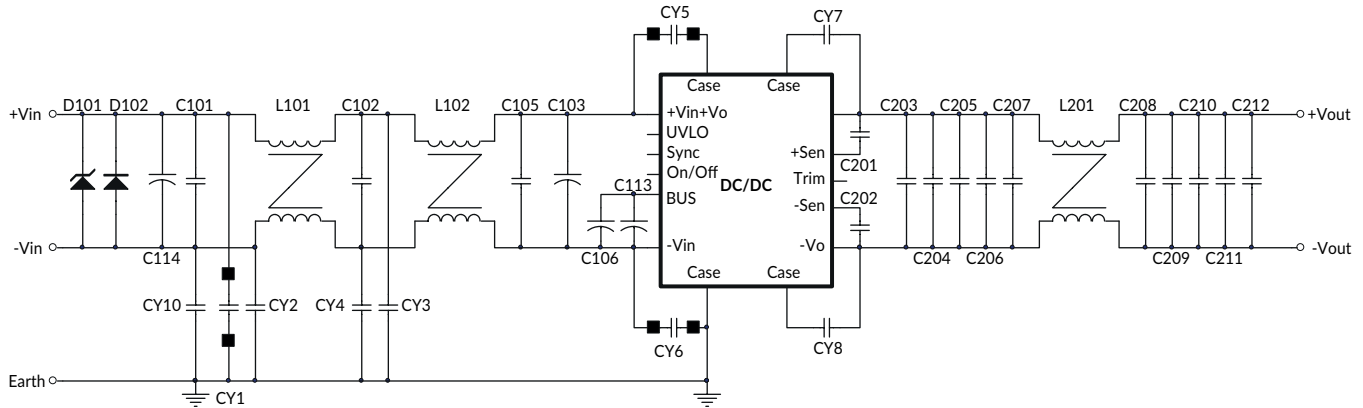 CY5
CY7
Case
Case
D101
D102
C101
L101
C102
L102
C105
C103
+Vin
+Vin+Vo
UVLO
Sync
On/Off
BUS
-Vin
C113
C106
DC/DC
+Sen
Trim
-Sen
-Vo
C201
C202
C203
C205
C207
L201
C208
C210
C212
+Vout
-Vin
C114
C204
C206
C209
C211
-Vout
Case
Case
CY10
CY2
CY4
CY3
CY6
CY8
Earth
CY1